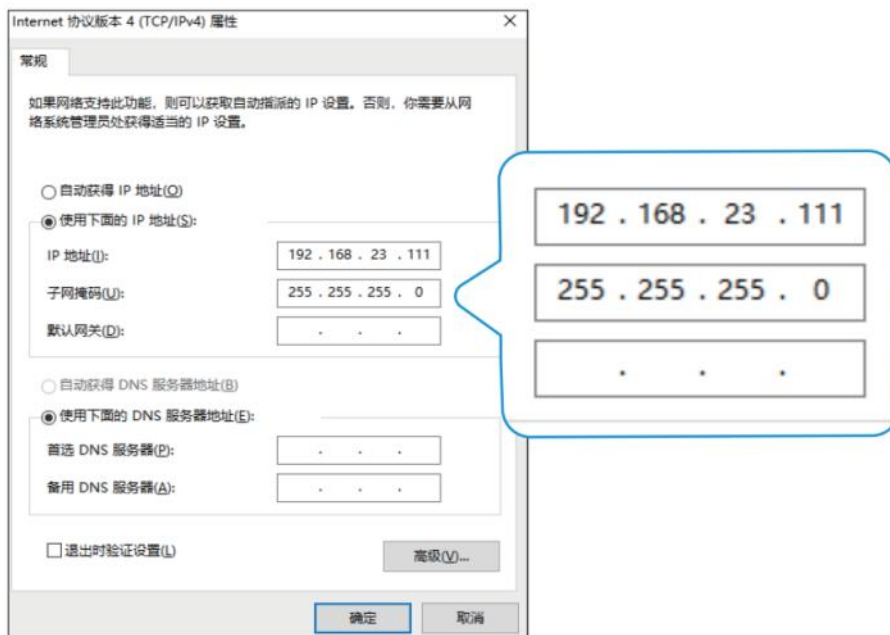 Internet 协议版本 4 (TCP/IPv4) 属性
常规
如果网络支持此功能，则可以获取自动指派的 IP 设置。否则，你需要从网
络系统管理员处获得适当的 IP 设置。
自动获得 IP 地址(O)
使用下面的 IP 地址(S):
IP 地址(I): 192 . 168 . 23 . 111
子网掩码(U): 255 . 255 . 255 . 0
默认网关(D): . . .
自动获得 DNS 服务器地址(B)
使用下面的 DNS 服务器地址(E):
首选 DNS 服务器(P): . . .
备用 DNS 服务器(A): . . .
退出时验证设置(L)
高级(V)...
确定 取消
192 . 168 . 23 . 111
255 . 255 . 255 . 0
. . .